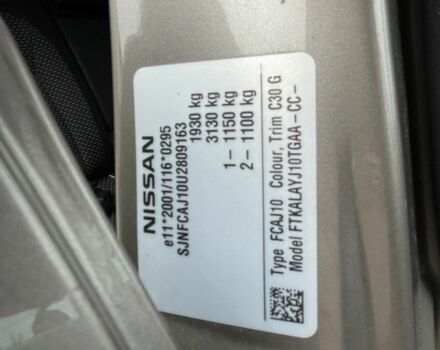 NISSAN
e11*2001/116*0295
SJNFCAJ10U2809163
1930 kg
3130 kg
1 - 1150 kg
2 - 1100 kg
Type FCAJ10 Colour, Trim C30 G
Model FTKALAYJ10TGAA-CC-